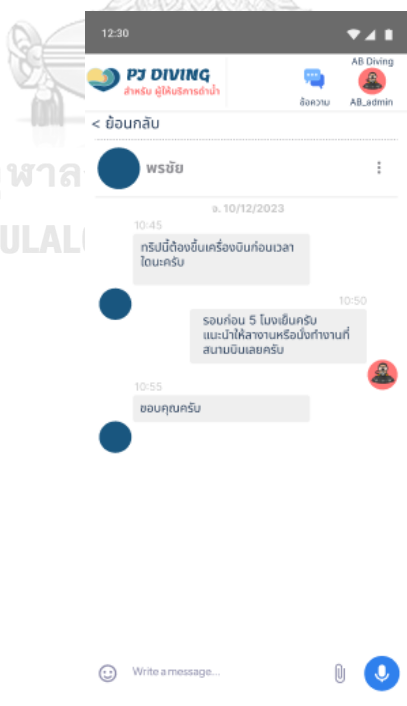 12:30
PJ DIVING
สำหรับ ผู้ให้บริการดำน้ำ
ข้อความ
AB Diving
AB_admin
< ย้อนกลับ
พรชัย
อ. 10/12/2023
10:45
ทริปนี้ต้องขึ้นเครื่องบินก่อนเวลา
ใดนะครับ
10:50
รอบก่อน 5 โมงเย็นครับ
แนะนำให้ลางานหรือนั่งทำงานที่
สนามบินเลยครับ
10:55
ขอบคุณครับ
Write a message...
ฬาล
ULAL